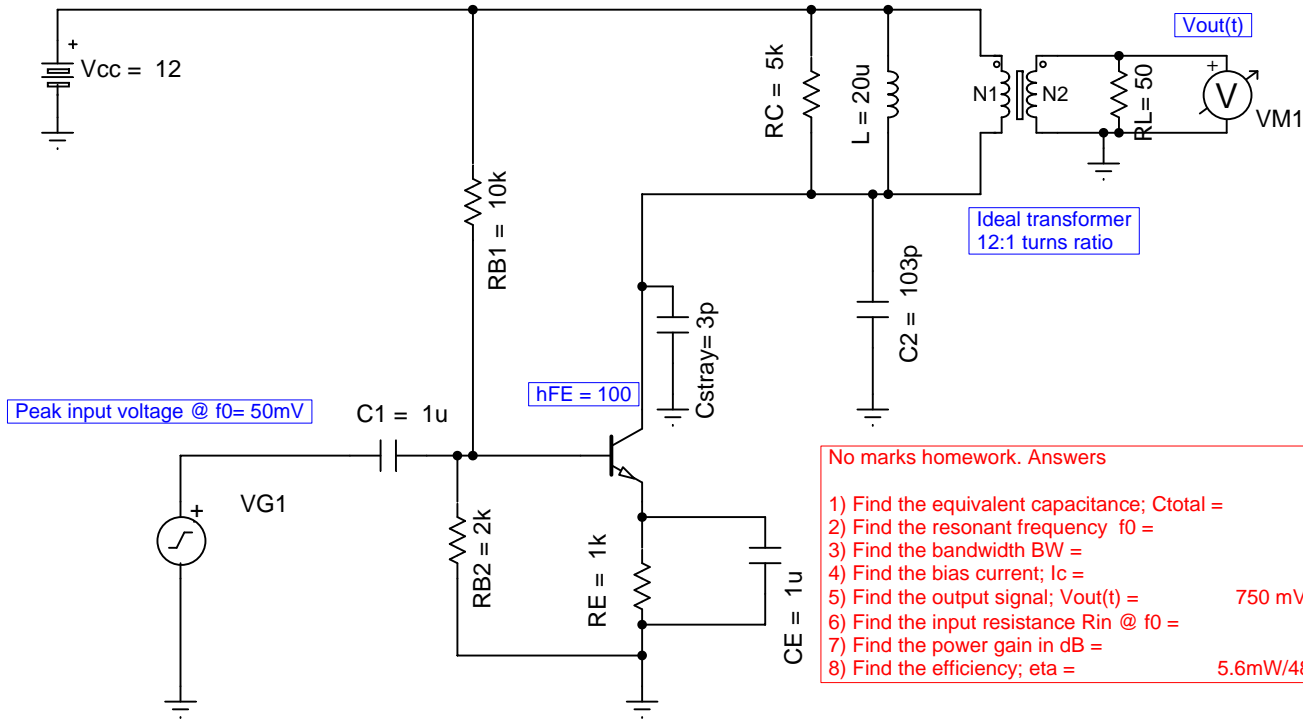 Vout(t)
+
Vcc = 12
RC = 5k
L = 20u
N1
N2
RL= 50
+
V
VM1
RB1 = 10k
Ideal transformer
12:1 turns ratio
Cstray= 3p
C2 = 103p
hFE = 100
Peak input voltage @ f0= 50mV
C1 = 1u
VG1
+
RB2 = 2k
RE = 1k
CE = 1u
No marks homework. Answers
1) Find the equivalent capacitance; Ctotal =
2) Find the resonant frequency f0 =
3) Find the bandwidth BW =
4) Find the bias current; Ic =
5) Find the output signal; Vout(t) = 750 mV
6) Find the input resistance Rin @ f0 =
7) Find the power gain in dB =
8) Find the efficiency; eta = 5.6mW/48